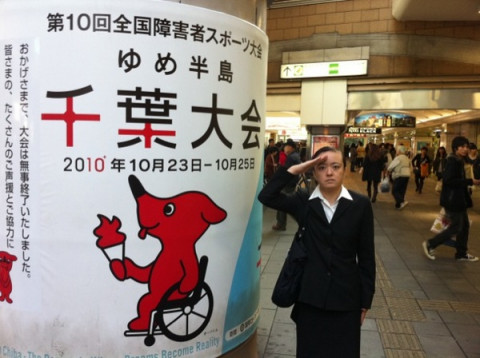 第10回全国障害者スポーツ大会
ゆめ半島
千葉大会
2010年10月23日-10月25日
おかげさまで、大会は無事終了いたしました。
皆さまの、たくさんのご声援とご協力に
Become Reality